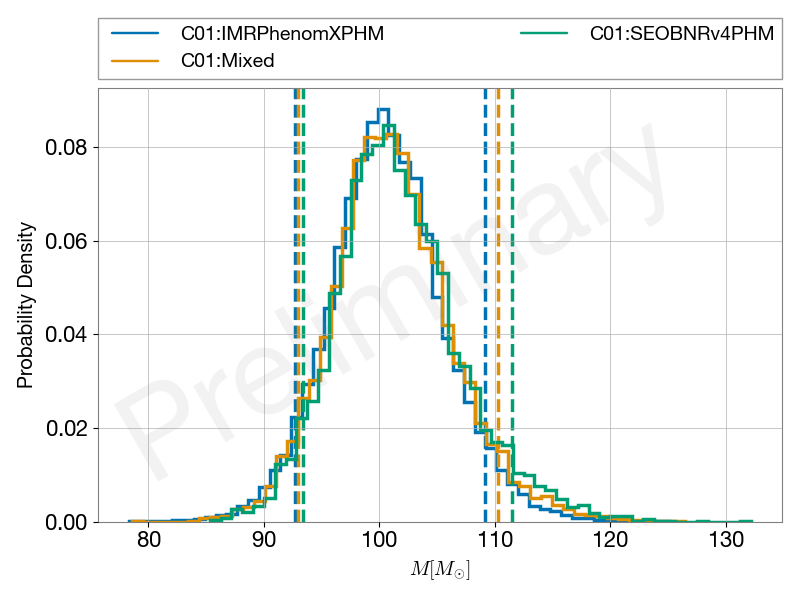 C01:IMRPhenomXPHM
C01:Mixed
C01:SEOBNRv4PHM
Preliminary
Probability Density
0.08
0.06
0.04
0.02
0.00
80 90 100 110 120 130
M[M☉]